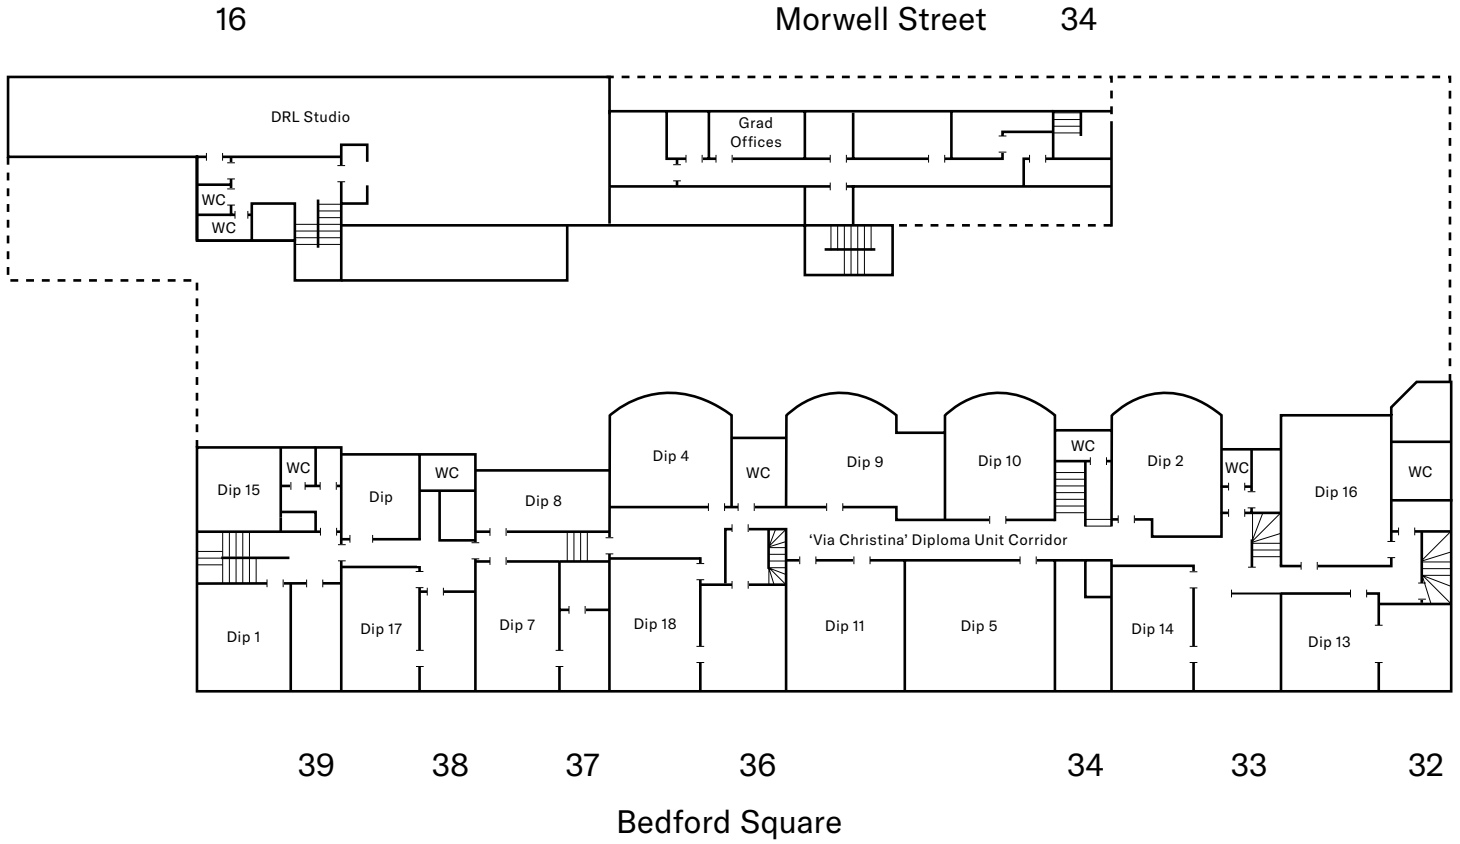 16
Morwell Street
34
DRL Studio
Grad
Offices
WC
WC
Dip 4
Dip 9
Dip 10
WC
Dip 2
WC
WC
Dip 15
Dip
WC
Dip 8
WC
WC
Dip 16
'Via Christina' Diploma Unit Corridor
Dip 1
Dip 17
Dip 7
Dip 18
Dip 11
Dip 5
Dip 14
Dip 13
39
38
37
36
34
33
32
Bedford Square